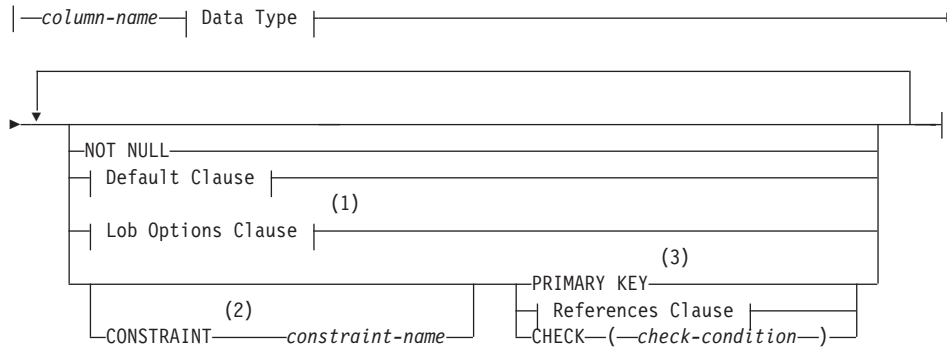 column-name Data Type
NOT NULL
Default Clause
(1)
Lob Options Clause
(3)
PRIMARY KEY
(2) References Clause
CONSTRAINT constraint-name CHECK ( check-condition )